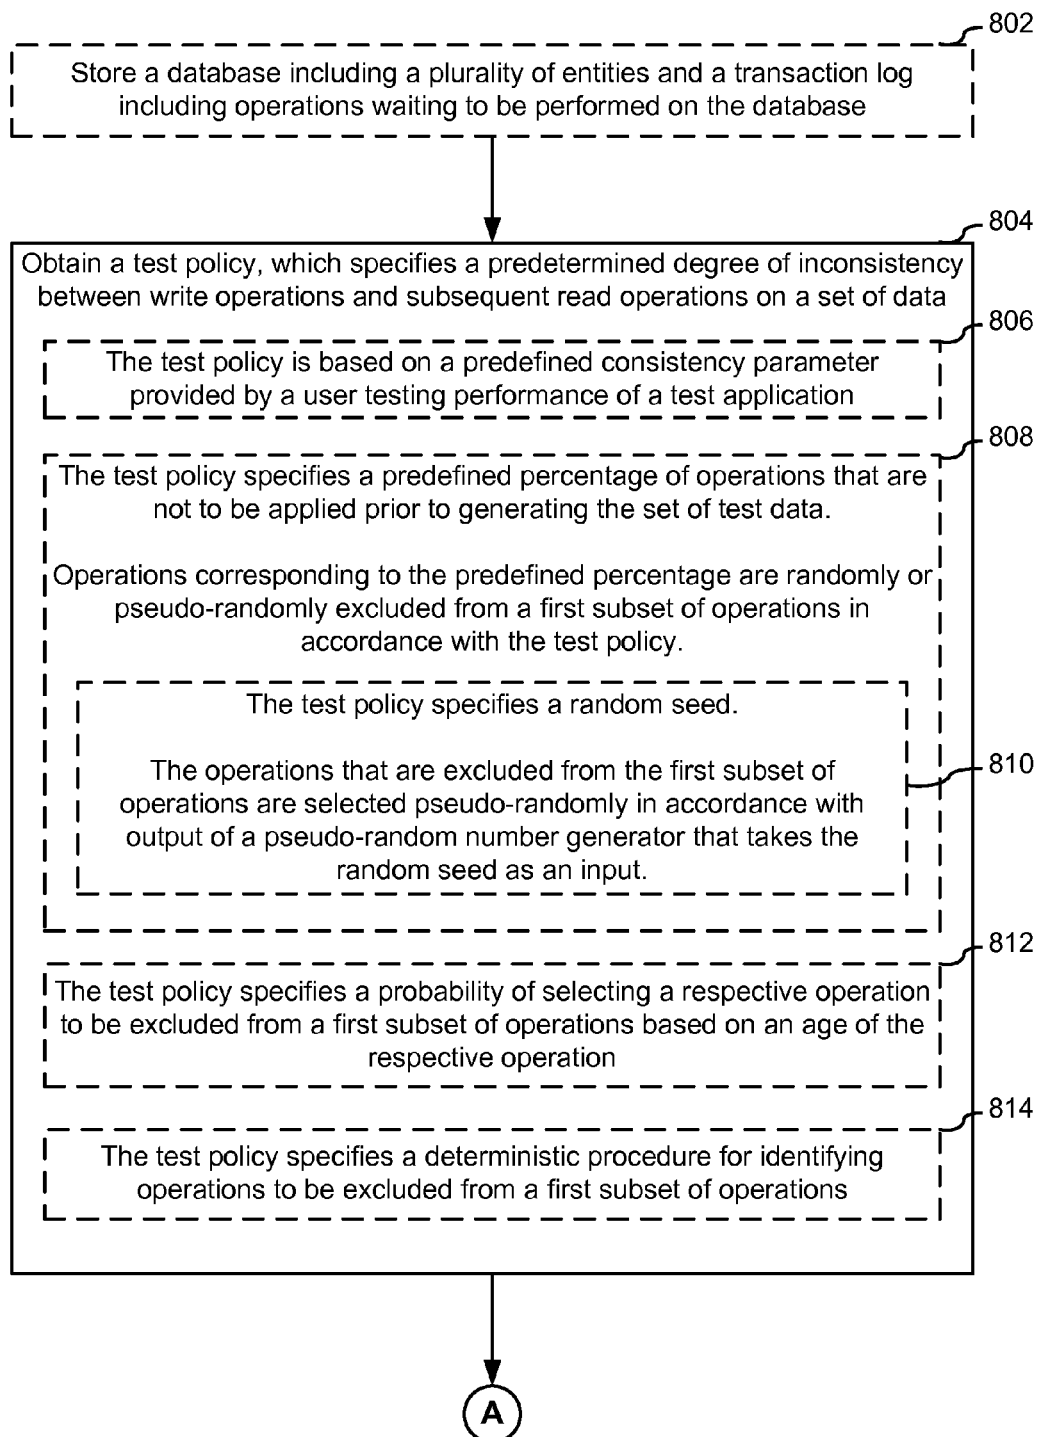 802
Store a database including a plurality of entities and a transaction log
including operations waiting to be performed on the database
804
Obtain a test policy, which specifies a predetermined degree of inconsistency
between write operations and subsequent read operations on a set of data
806
The test policy is based on a predefined consistency parameter
provided by a user testing performance of a test application
808
The test policy specifies a predefined percentage of operations that are
not to be applied prior to generating the set of test data.
Operations corresponding to the predefined percentage are randomly or
pseudo-randomly excluded from a first subset of operations in
accordance with the test policy.
The test policy specifies a random seed.
810
The operations that are excluded from the first subset of
operations are selected pseudo-randomly in accordance with
output of a pseudo-random number generator that takes the
random seed as an input.
812
The test policy specifies a probability of selecting a respective operation
to be excluded from a first subset of operations based on an age of the
respective operation
814
The test policy specifies a deterministic procedure for identifying
operations to be excluded from a first subset of operations
A